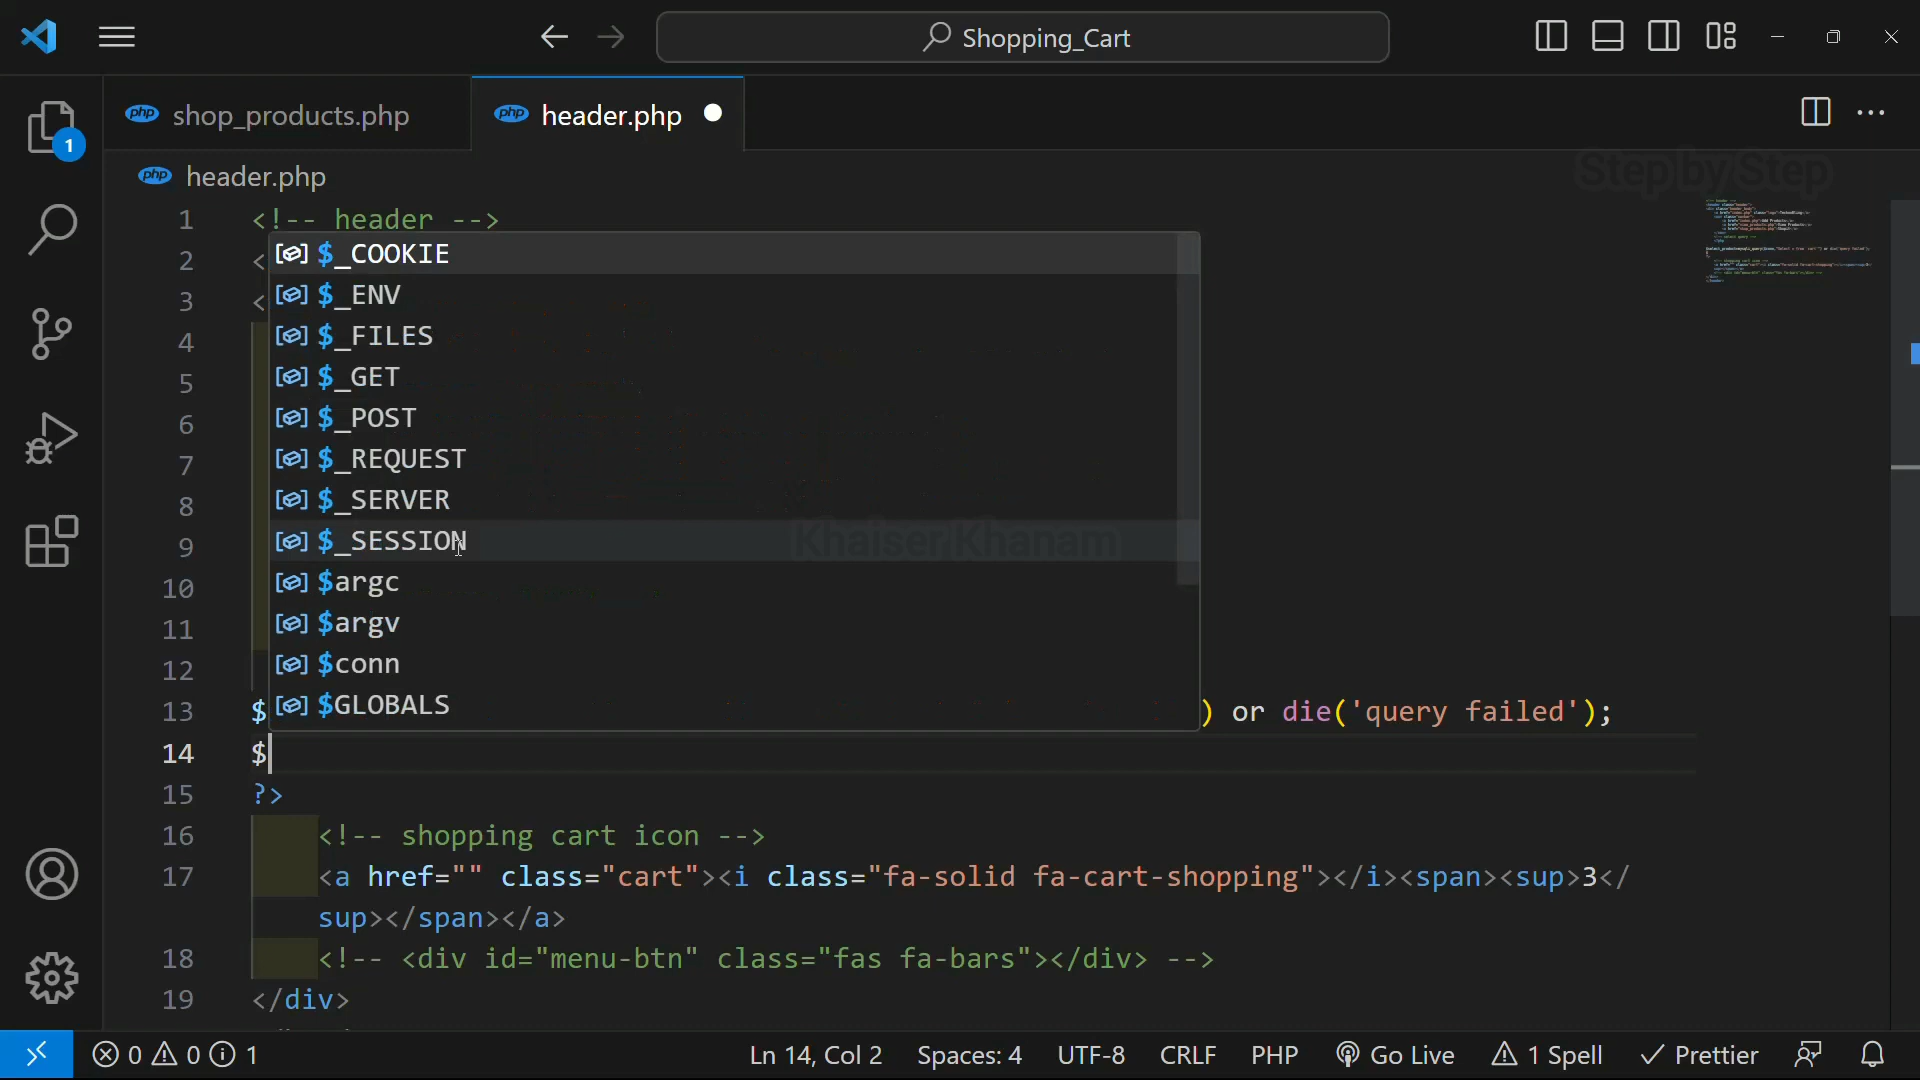 Shopping_Cart
php shop_products.php
php header.php
1
php header.php
Step by Step
1 <!-- header -->
2 <
3 <
4
5
6
7
8
9
10
11
12
$_COOKIE
$_ENV
$_FILES
$_GET
$_POST
$_REQUEST
$_SERVER
$_SESSION
Khaiser Khanam
$argc
$argv
$conn
$GLOBALS
13 $ ) or die('query failed');
14 $
15 ?>
16 <!-- shopping cart icon -->
17 <a href="" class="cart"><i class="fa-solid fa-cart-shopping"></i><span><sup>3</
sup></span></a>
18 <!-- <div id="menu-btn" class="fas fa-bars"></div> -->
19 </div>
0 0 1 Ln 14, Col 2 Spaces: 4 UTF-8 CRLF PHP Go Live 1 Spell Prettier